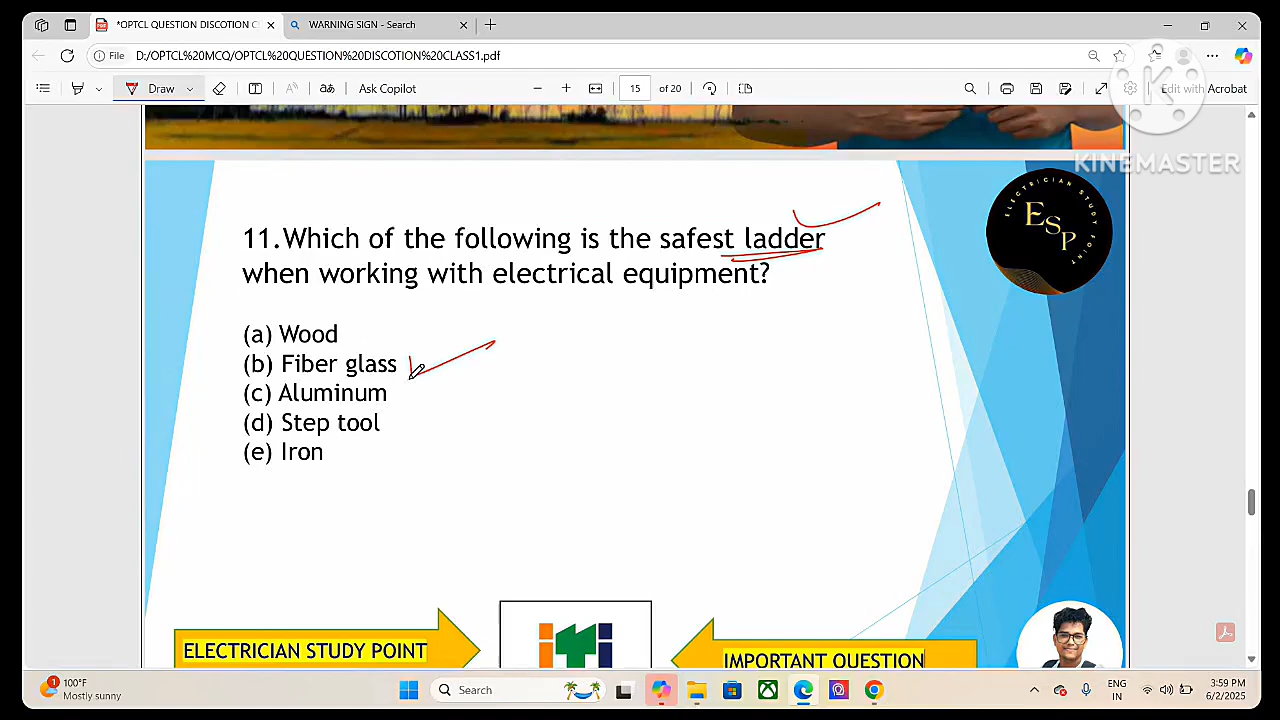 *OPTCL QUESTION DISCOTION C
WARNING SIGN - Search
File
D:/OPTCL%20MCQ/OPTCL%20QUESTION%20DISCOTION%20CLASS1.pdf
Draw
Ask Copilot
15 of 20
Edit with Acrobat
KINEMASTER
11.Which of the following is the safest ladder
when working with electrical equipment?
ELECTRICIAN STUDY POINT
ESP
(a) Wood
(b) Fiber glass
(c) Aluminum
(d) Step tool
(e) Iron
ELECTRICIAN STUDY POINT
IMPORTANT QUESTION
1
100°F
Mostly sunny
Search
ENG
IN
3:59 PM
6/2/2025